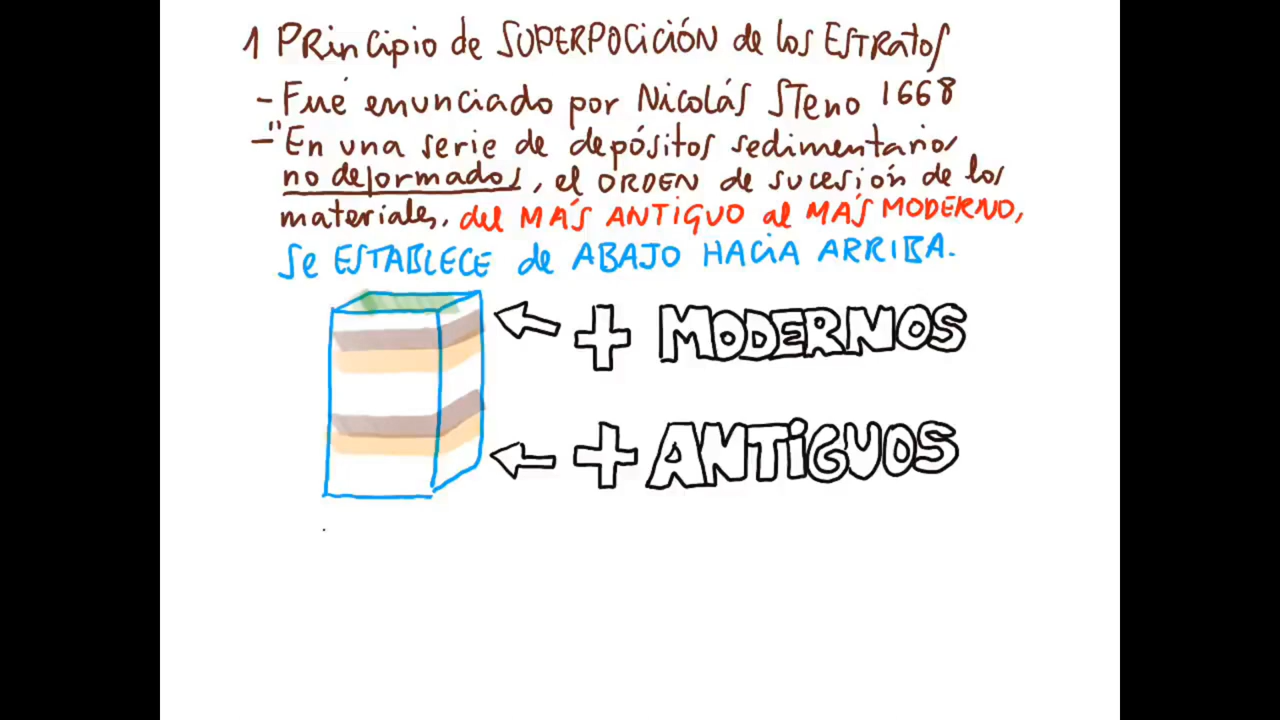 1 PRincipio de SUPERPOCICIÓN de los ESTRatos
- Fué enunciado por Nicolás STeno 1668
- "En una serie de depósitos sedimentarios
no deformados, el ORDEN de sucesión de los
materiales, del MÁS ANTIGUO al MÁS MODERNO,
Se ESTABLECE de ABAJO HACIA ARRIBA.
+ MODERNOS
+ ANTiGUOS